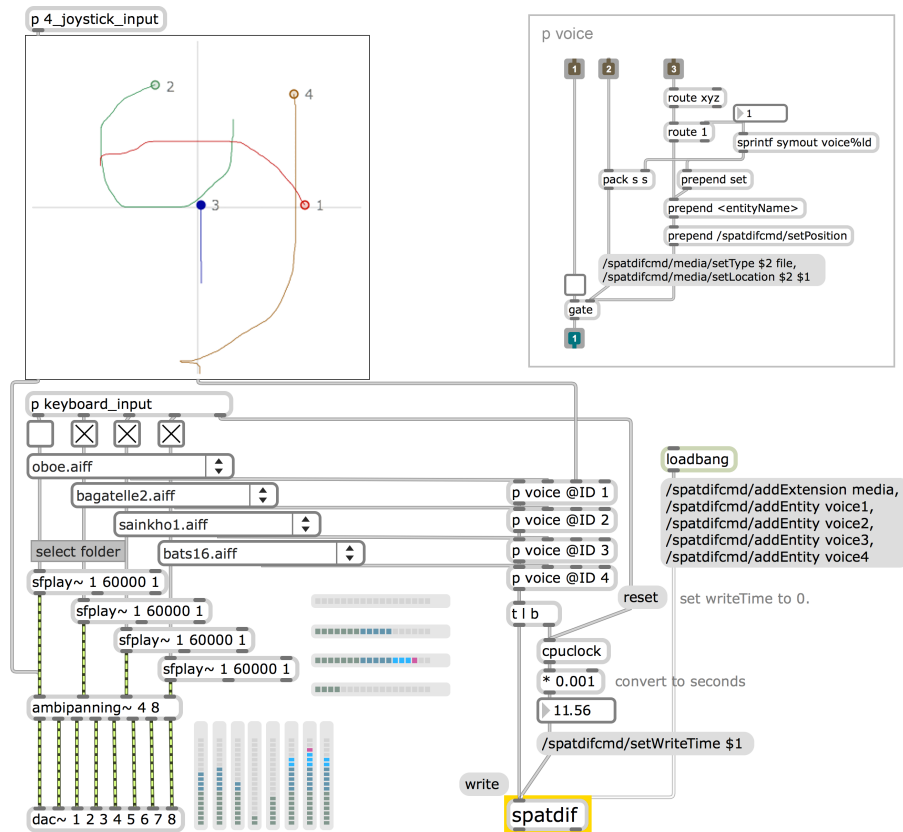 p 4_joystick_input
2
4
3
1
p voice
1
2
3
route xyz
1
route 1
sprintf symout voice%ld
pack s s
prepend set
prepend <entityName>
prepend /spatdifcmd/setPosition
/spatdifcmd/media/setType $2 file,
/spatdifcmd/media/setLocation $2 $1
gate
1
p keyboard_input
oboe.aiff
bagatelle2.aiff
sainkho1.aiff
bats16.aiff
select folder
sfplay~ 1 60000 1
sfplay~ 1 60000 1
sfplay~ 1 60000 1
sfplay~ 1 60000 1
ambipanning~ 4 8
dac~ 1 2 3 4 5 6 7 8
loadbang
/spatdifcmd/addExtension media,
/spatdifcmd/addEntity voice1,
/spatdifcmd/addEntity voice2,
/spatdifcmd/addEntity voice3,
/spatdifcmd/addEntity voice4
p voice @ID 1
p voice @ID 2
p voice @ID 3
p voice @ID 4
t l b
reset
set writeTime to 0.
cpuclock
* 0.001
convert to seconds
11.56
/spatdifcmd/setWriteTime $1
write
spatdif